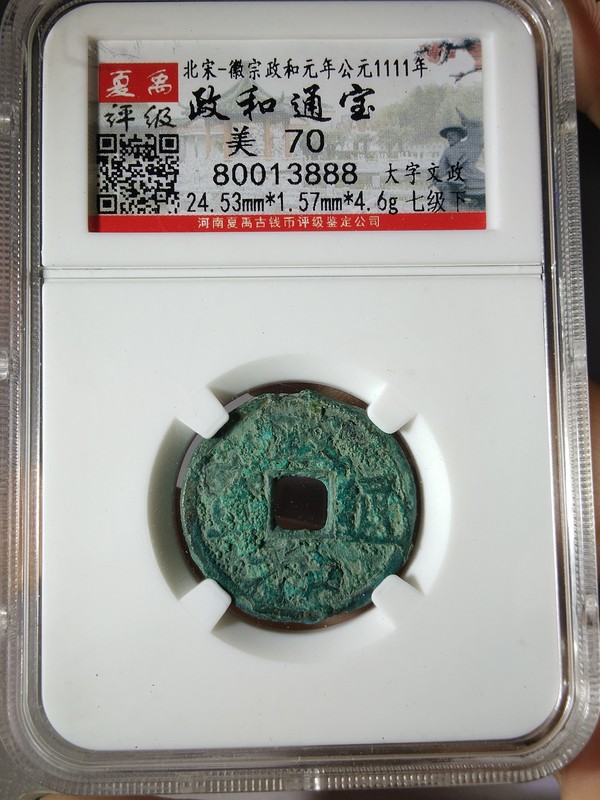 北宋-徽宗政和元年公元1111年
夏禹
评级
政和通宝
美 70
80013888 大字文政
24.53mm*1.57mm*4.6g 七级下
河南夏禹古钱币评级鉴定公司